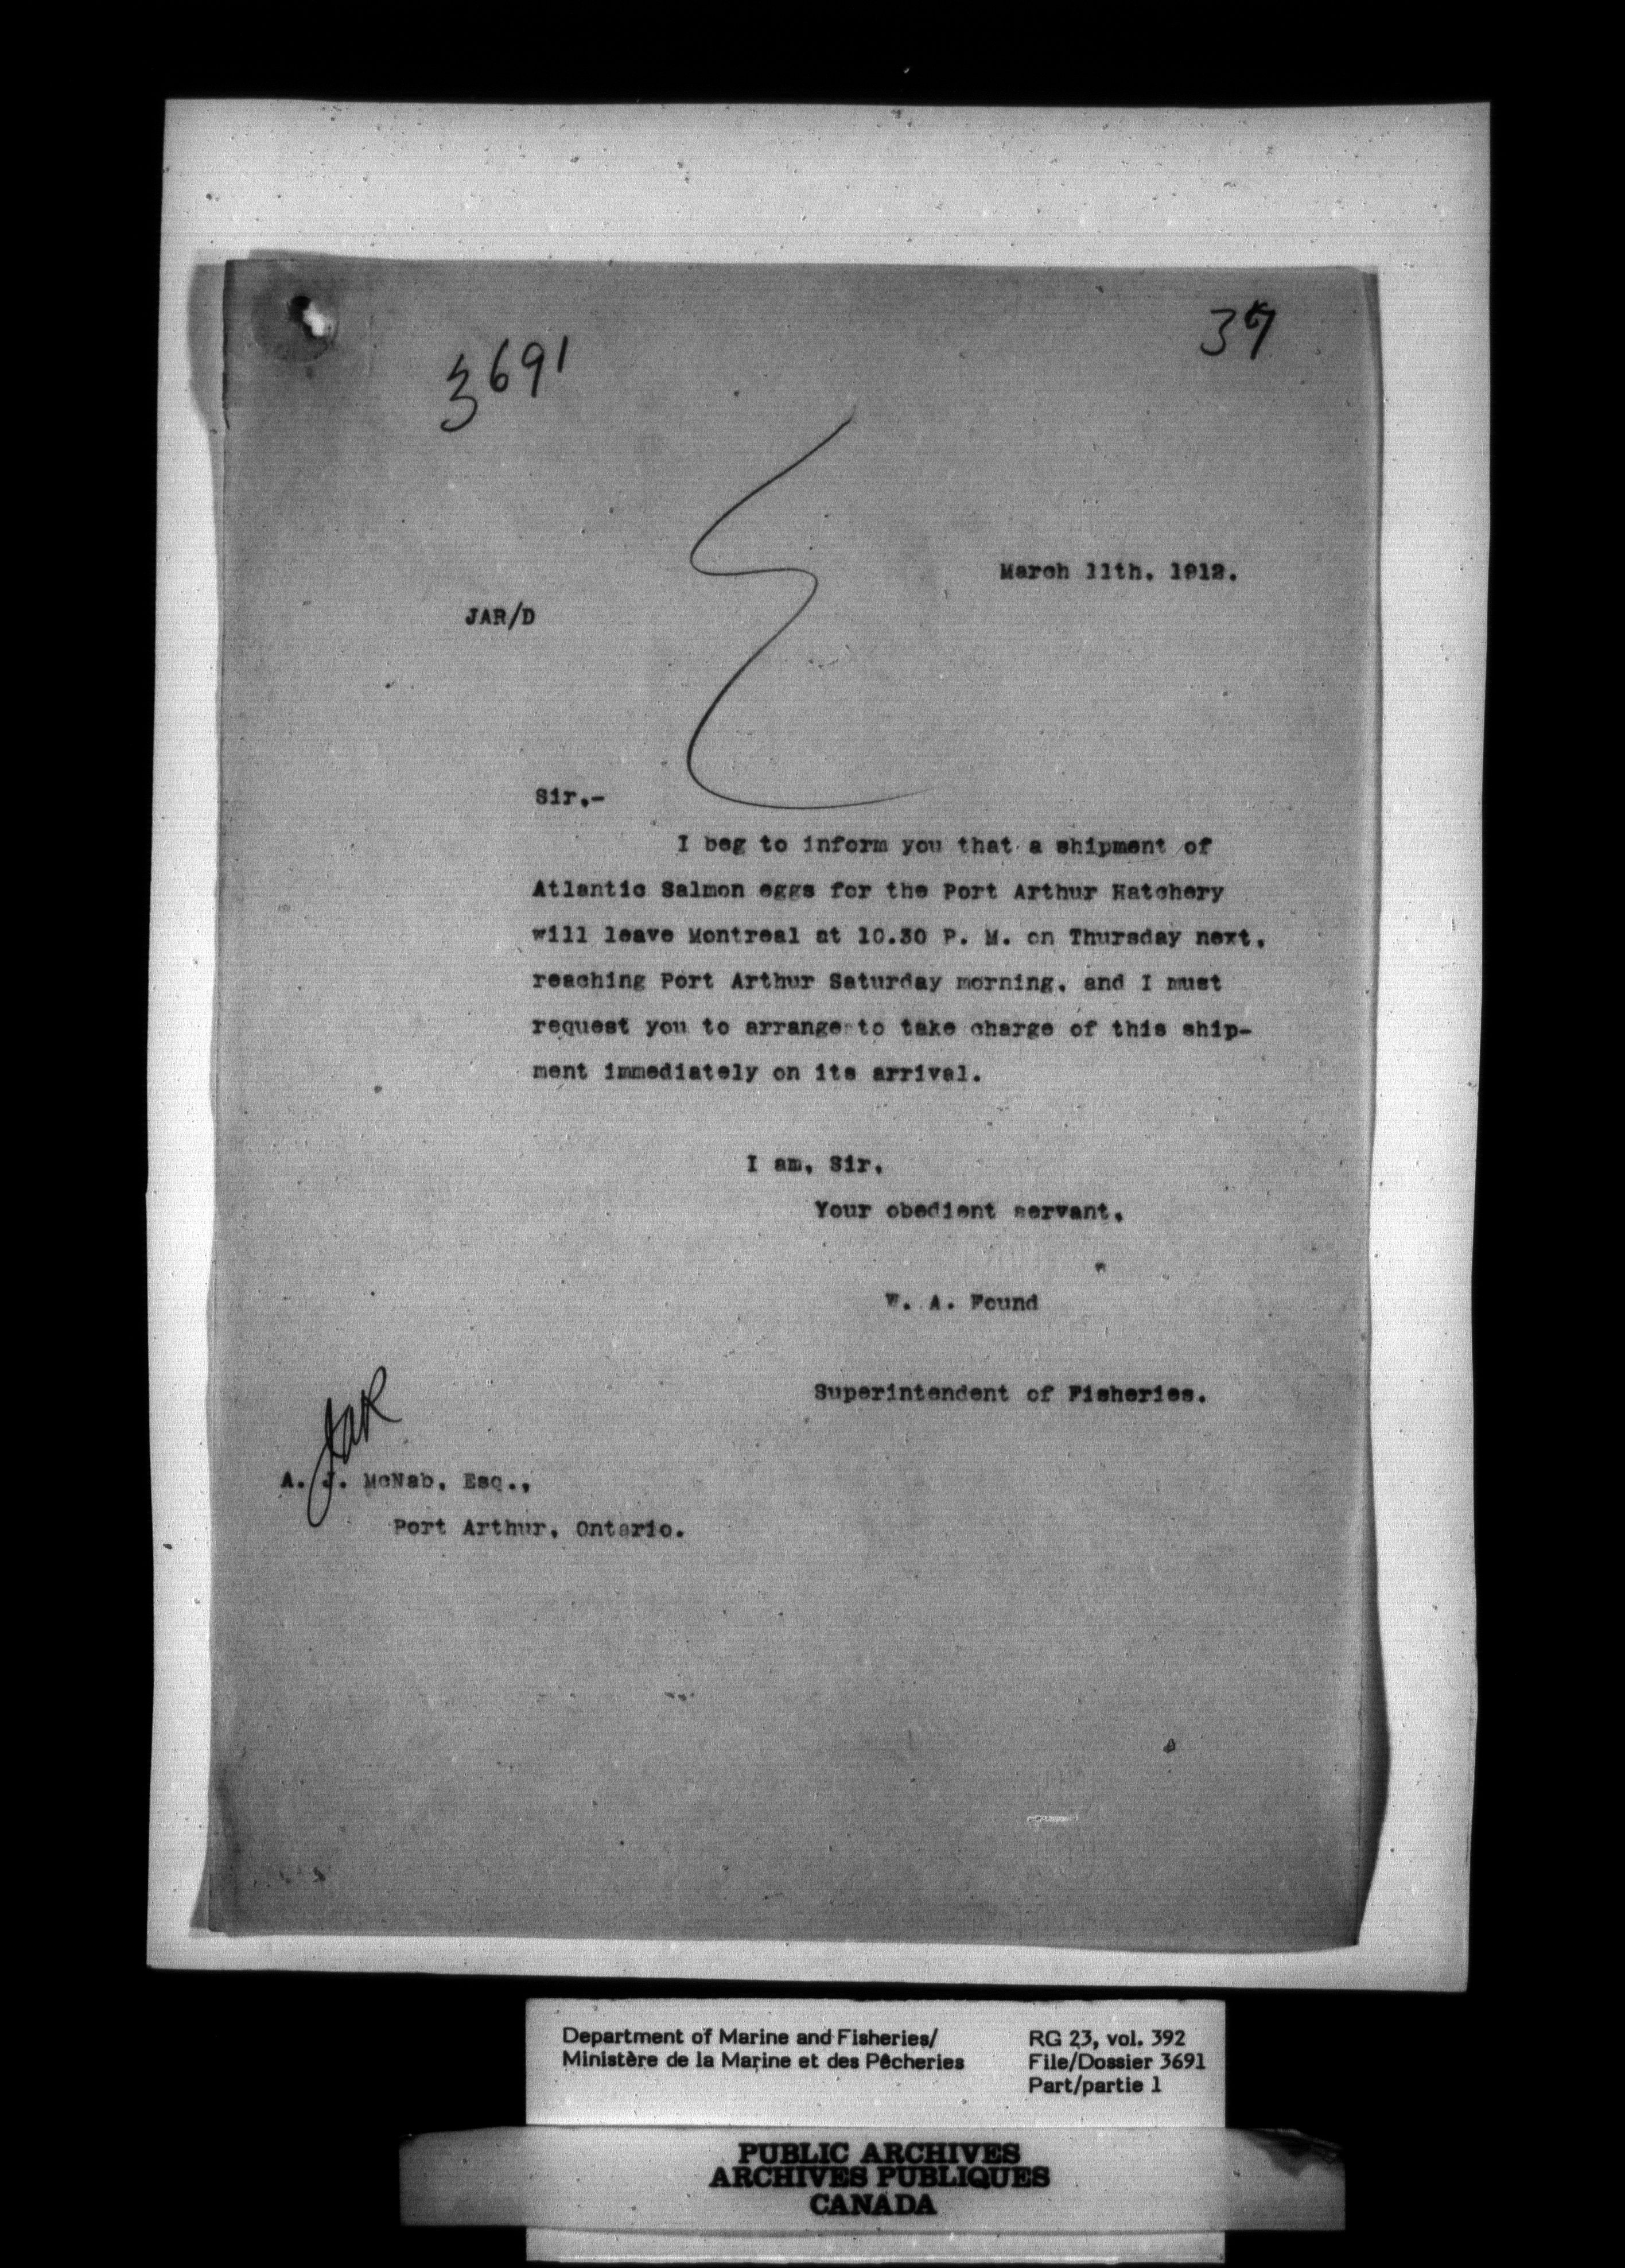 3691
37
March 11th, 1912.
JAR/D
Sir,-
I beg to inform you that a shipment of
Atlantic Salmon eggs for the Port Arthur Hatchery
will leave Montreal at 10.30 P. M. on Thursday next,
reaching Port Arthur Saturday morning, and I must
request you to arrange to take charge of this ship-
ment immediately on its arrival.
I am, Sir,
Your obedient servant,
W. A. Found
Superintendent of Fisheries.
JAR
A. J. McNab, Esq.,
Port Arthur, Ontario.
Department of Marine and Fisheries/
Ministère de la Marine et des Pêcheries
RG 23, vol. 392
File/Dossier 3691
Part/partie 1
PUBLIC ARCHIVES
ARCHIVES PUBLIQUES
CANADA